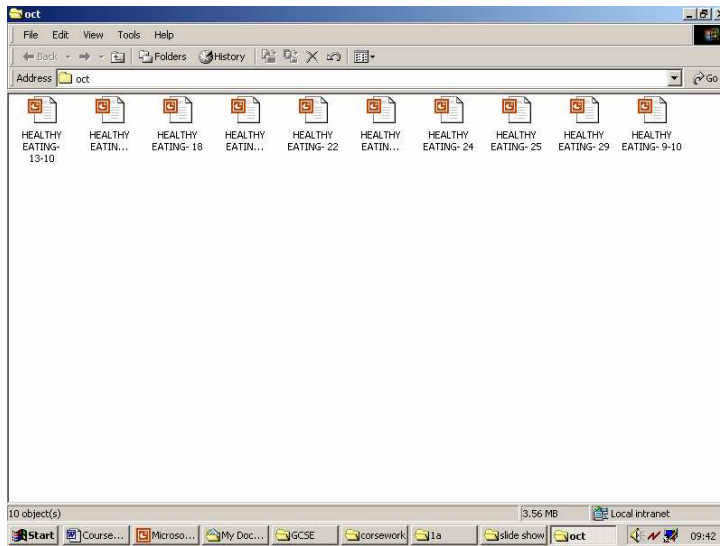 oct
File Edit View Tools Help
Back Folders History
Address oct Go
HEALTHY EATING- 13-10
HEALTHY EATIN...
HEALTHY EATING- 18
HEALTHY EATIN...
HEALTHY EATING- 22
HEALTHY EATIN...
HEALTHY EATING- 24
HEALTHY EATING- 25
HEALTHY EATING- 29
HEALTHY EATING- 9-10
10 object(s) 3.56 MB Local intranet
Start Course... Microso... My Doc... GCSE corsework 1a slide show oct 09:42